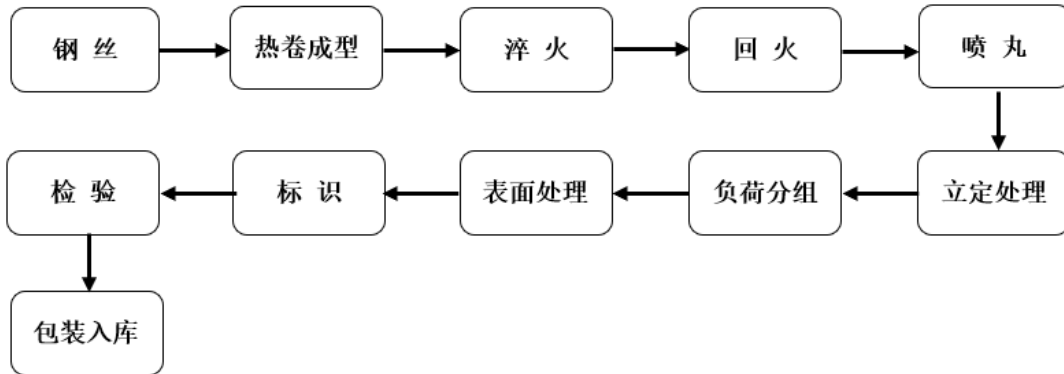 钢 丝
热卷成型
淬 火
回 火
喷 丸
立定处理
负荷分组
表面处理
标 识
检 验
包装入库